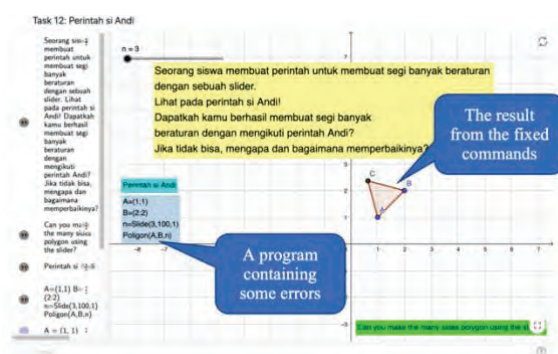 Task 12: Perintah si Andi
Seorang sis
membuat
perintah untuk
membuat segi
banyak
beraturan
dengan sebuah
slider. Lihat
pada perintah si
Andi! Dapatkah
kamu berhasil
membuat segi
banyak
beraturan
dengan
mengikuti
perintah Andi?
Jika tidak bisa,
mengapa dan
bagaimana
memperbaikinya?
Can you
the many sides
polygon using
the slider?
Perintah si
A=(1,1) B=
(2:2)
n=Slide(3,100,1)
Poligon(A,B,n)
A = (1, 1)
n = 3
Seorang siswa membuat perintah untuk membuat segi banyak beraturan
dengan sebuah slider.
Lihat pada perintah si Andi!
Dapatkah kamu berhasil membuat segi banyak
beraturan dengan mengikuti perintah Andi?
Jika tidak bisa, mengapa dan bagaimana memperbaikinya?
The result
from the fixed
commands
Perintah si Andi
A=(1,1)
B=(2:2)
n=Slide(3,100,1)
Poligon(A,B,n)
C
B
A
A program
containing
some errors
Can you make the many sides polygon using the sl